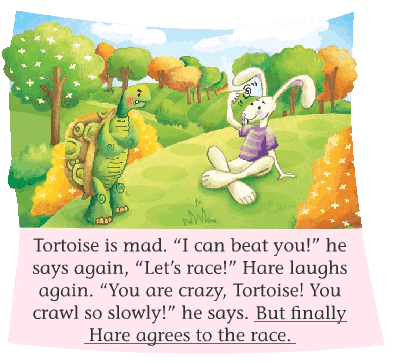 Tortoise is mad. “I can beat you!” he
says again, “Let’s race!” Hare laughs
again. “You are crazy, Tortoise! You
crawl so slowly!” he says. But finally
Hare agrees to the race.